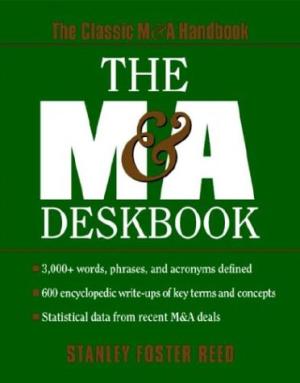 The Classic M&A Handbook
THE
M&A
DESKBOOK
3,000+ words, phrases, and acronyms defined
600 encyclopedic write-ups of key terms and concepts
Statistical data from recent M&A deals
STANLEY FOSTER REED